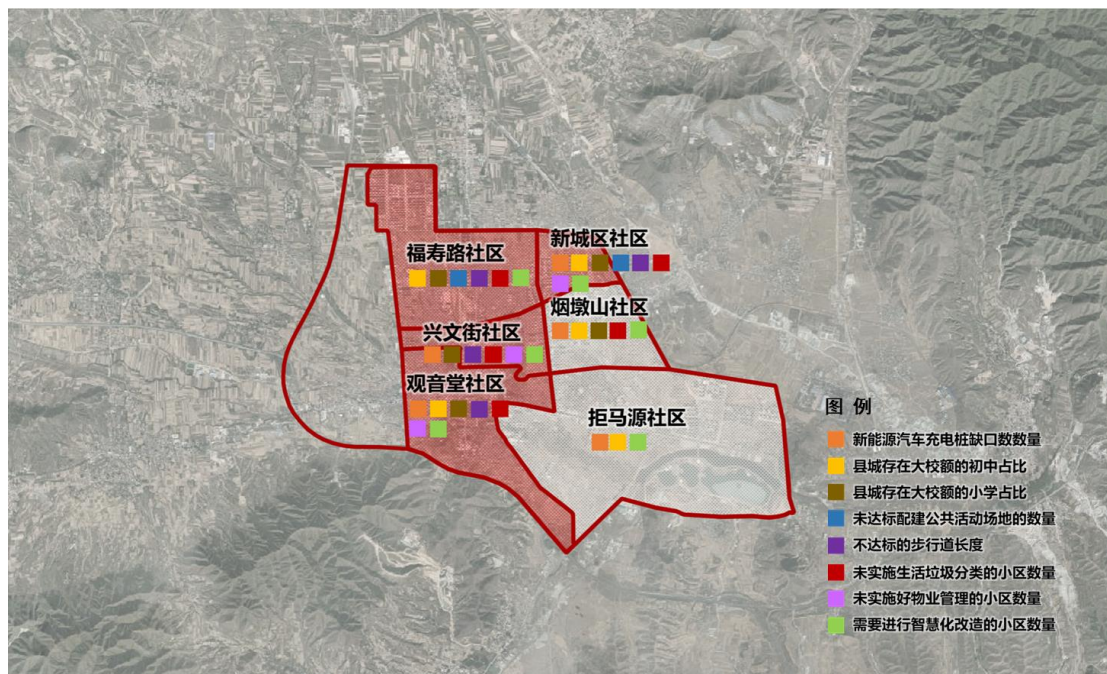 福寿路社区
新城区社区
烟墩山社区
兴文街社区
观音堂社区
拒马源社区
图 例
新能源汽车充电桩缺口数数量
县城存在大校额的初中占比
县城存在大校额的小学占比
未达标配建公共活动场地的数量
不达标的步行道长度
未实施生活垃圾分类的小区数量
未实施好物业管理的小区数量
需要进行智慧化改造的小区数量